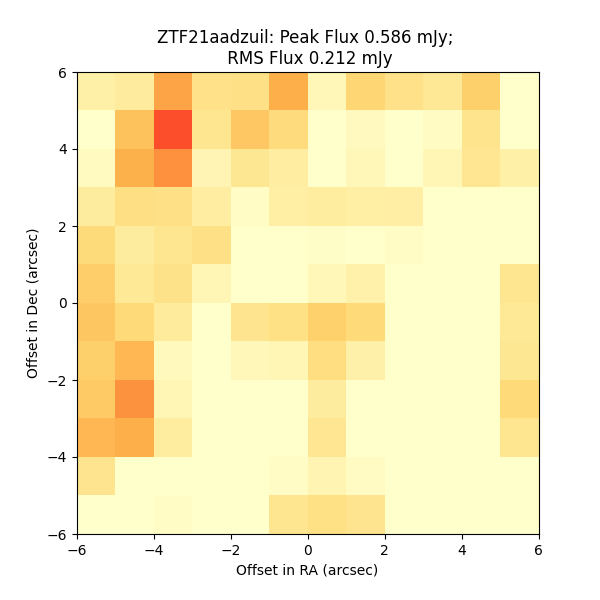 ZTF21aadzuil: Peak Flux 0.586 mJy;
RMS Flux 0.212 mJy
6
4
2
0
−2
−4
−6
Offset in Dec (arcsec)
−6 −4 −2 0 2 4 6
Offset in RA (arcsec)